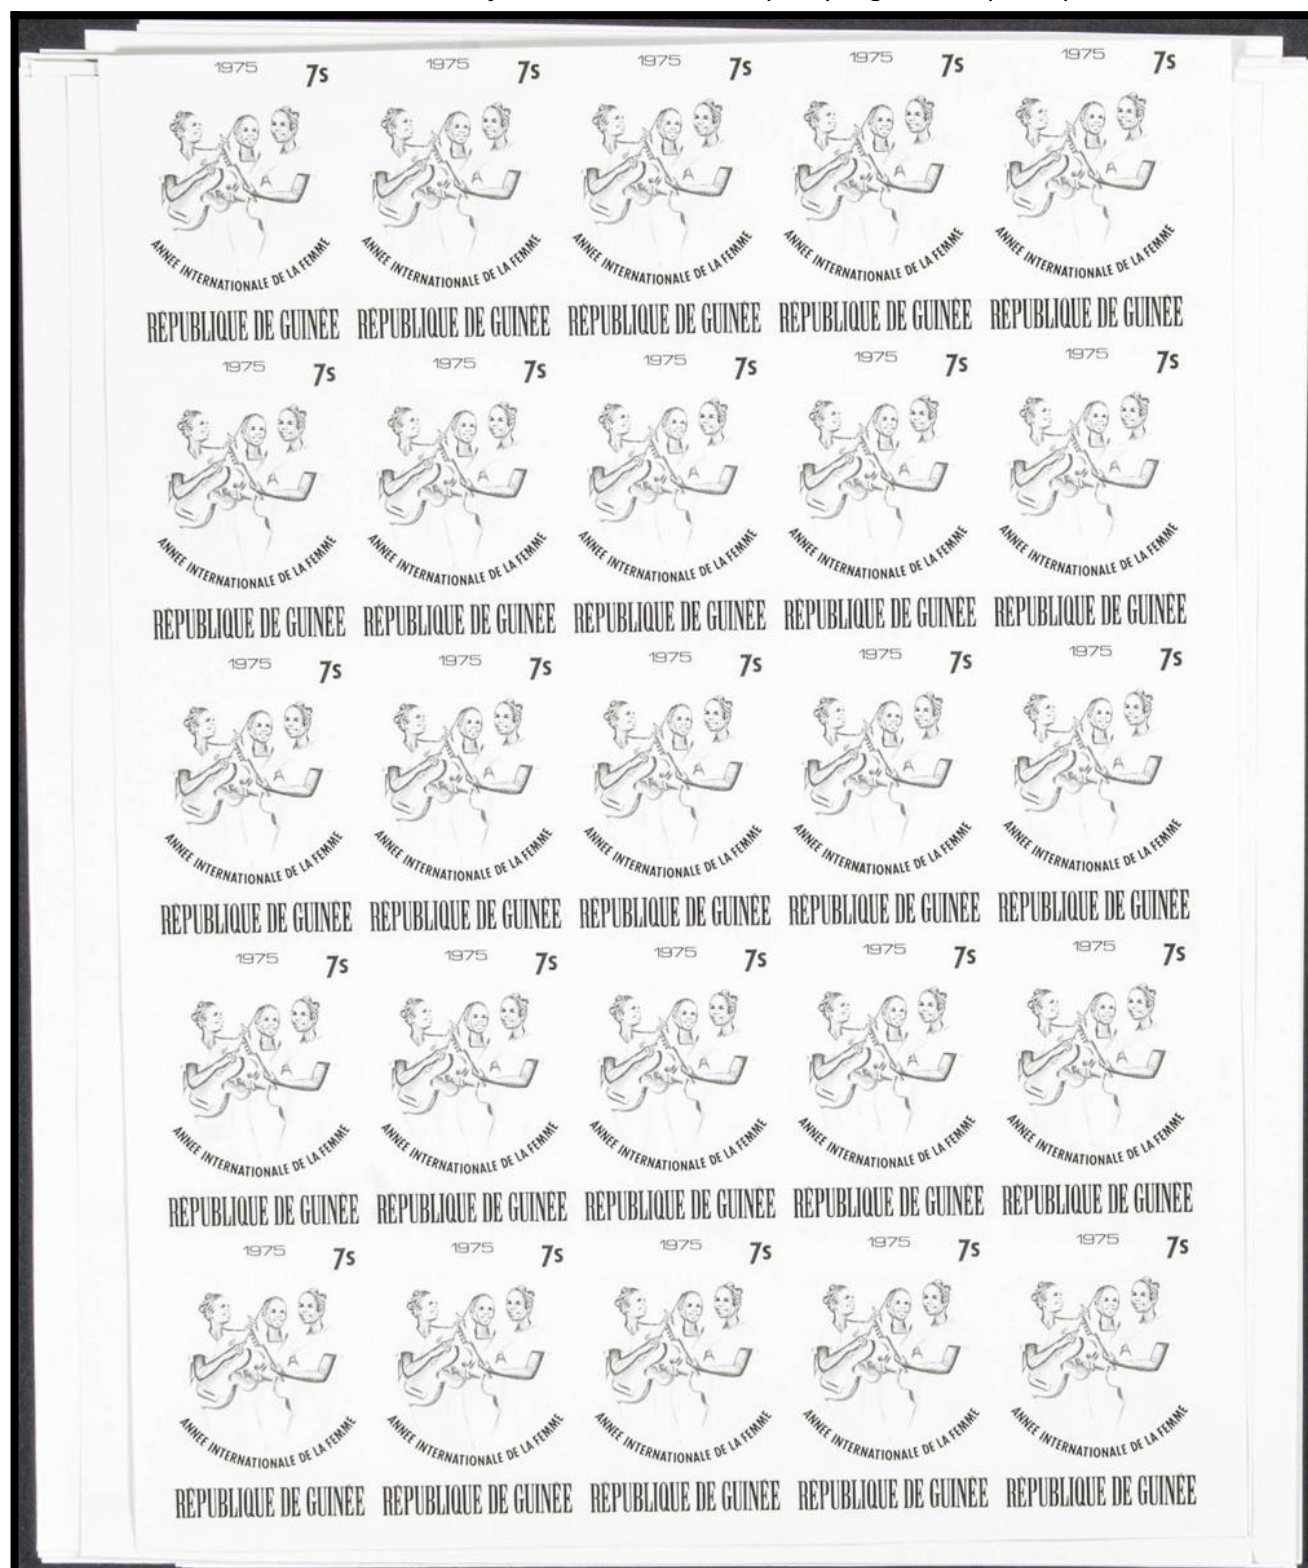 1975 7s 1975 7s 1975 7s 1975 7s 1975 7s
ANNEE INTERNATIONALE DE LA FEMME ANNEE INTERNATIONALE DE LA FEMME ANNEE INTERNATIONALE DE LA FEMME ANNEE INTERNATIONALE DE LA FEMME ANNEE INTERNATIONALE DE LA FEMME
RÉPUBLIQUE DE GUINÉE RÉPUBLIQUE DE GUINÉE RÉPUBLIQUE DE GUINÉE RÉPUBLIQUE DE GUINÉE RÉPUBLIQUE DE GUINÉE
1975 7s 1975 7s 1975 7s 1975 7s 1975 7s
ANNEE INTERNATIONALE DE LA FEMME ANNEE INTERNATIONALE DE LA FEMME ANNEE INTERNATIONALE DE LA FEMME ANNEE INTERNATIONALE DE LA FEMME ANNEE INTERNATIONALE DE LA FEMME
RÉPUBLIQUE DE GUINÉE RÉPUBLIQUE DE GUINÉE RÉPUBLIQUE DE GUINÉE RÉPUBLIQUE DE GUINÉE RÉPUBLIQUE DE GUINÉE
1975 7s 1975 7s 1975 7s 1975 7s 1975 7s
ANNEE INTERNATIONALE DE LA FEMME ANNEE INTERNATIONALE DE LA FEMME ANNEE INTERNATIONALE DE LA FEMME ANNEE INTERNATIONALE DE LA FEMME ANNEE INTERNATIONALE DE LA FEMME
RÉPUBLIQUE DE GUINÉE RÉPUBLIQUE DE GUINÉE RÉPUBLIQUE DE GUINÉE RÉPUBLIQUE DE GUINÉE RÉPUBLIQUE DE GUINÉE
1975 7s 1975 7s 1975 7s 1975 7s 1975 7s
ANNEE INTERNATIONALE DE LA FEMME ANNEE INTERNATIONALE DE LA FEMME ANNEE INTERNATIONALE DE LA FEMME ANNEE INTERNATIONALE DE LA FEMME ANNEE INTERNATIONALE DE LA FEMME
RÉPUBLIQUE DE GUINÉE RÉPUBLIQUE DE GUINÉE RÉPUBLIQUE DE GUINÉE RÉPUBLIQUE DE GUINÉE RÉPUBLIQUE DE GUINÉE
1975 7s 1975 7s 1975 7s 1975 7s 1975 7s
ANNEE INTERNATIONALE DE LA FEMME ANNEE INTERNATIONALE DE LA FEMME ANNEE INTERNATIONALE DE LA FEMME ANNEE INTERNATIONALE DE LA FEMME ANNEE INTERNATIONALE DE LA FEMME
RÉPUBLIQUE DE GUINÉE RÉPUBLIQUE DE GUINÉE RÉPUBLIQUE DE GUINÉE RÉPUBLIQUE DE GUINÉE RÉPUBLIQUE DE GUINÉE